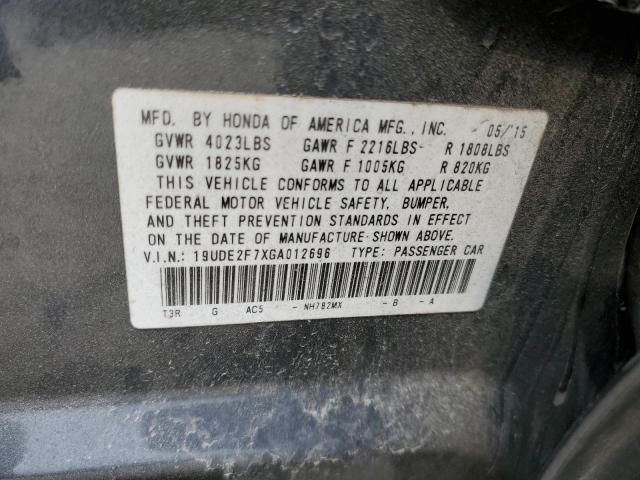 MFD. BY HONDA OF AMERICA MFG., INC. 05/15
GVWR 4023LBS GAWR F 2216LBS R 1808LBS
GVWR 1825KG GAWR F 1005KG R 820KG
THIS VEHICLE CONFORMS TO ALL APPLICABLE
FEDERAL MOTOR VEHICLE SAFETY, BUMPER,
AND THEFT PREVENTION STANDARDS IN EFFECT
ON THE DATE OF MANUFACTURE SHOWN ABOVE.
V.I.N.: 19UDE2F7XGA012696 TYPE: PASSENGER CAR
T3R G AC5 - NH782MX - B - A